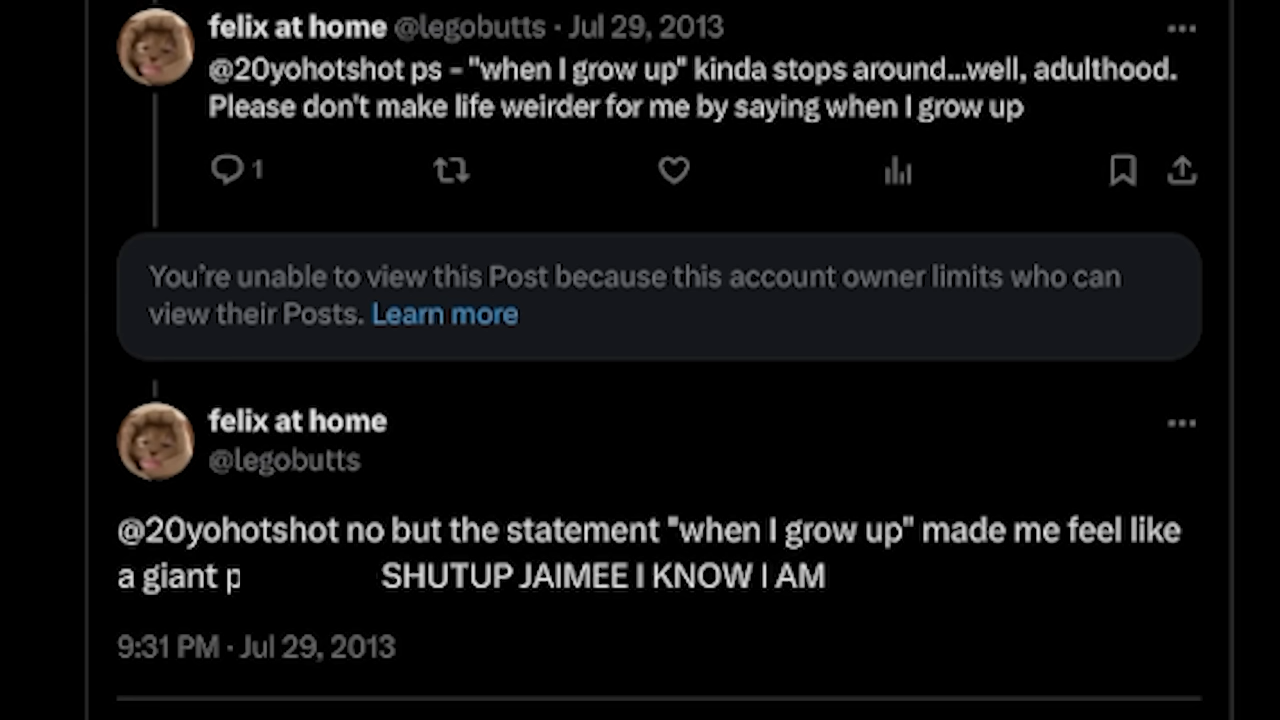 felix at home @legobutts · Jul 29, 2013
@20yohotshot ps - "when I grow up" kinda stops around...well, adulthood.
Please don't make life weirder for me by saying when I grow up
1
You're unable to view this Post because this account owner limits who can
view their Posts. Learn more
felix at home
@legobutts
@20yohotshot no but the statement "when I grow up" made me feel like
a giant SHUTUP JAIMEE I KNOW I AM
9:31 PM · Jul 29, 2013